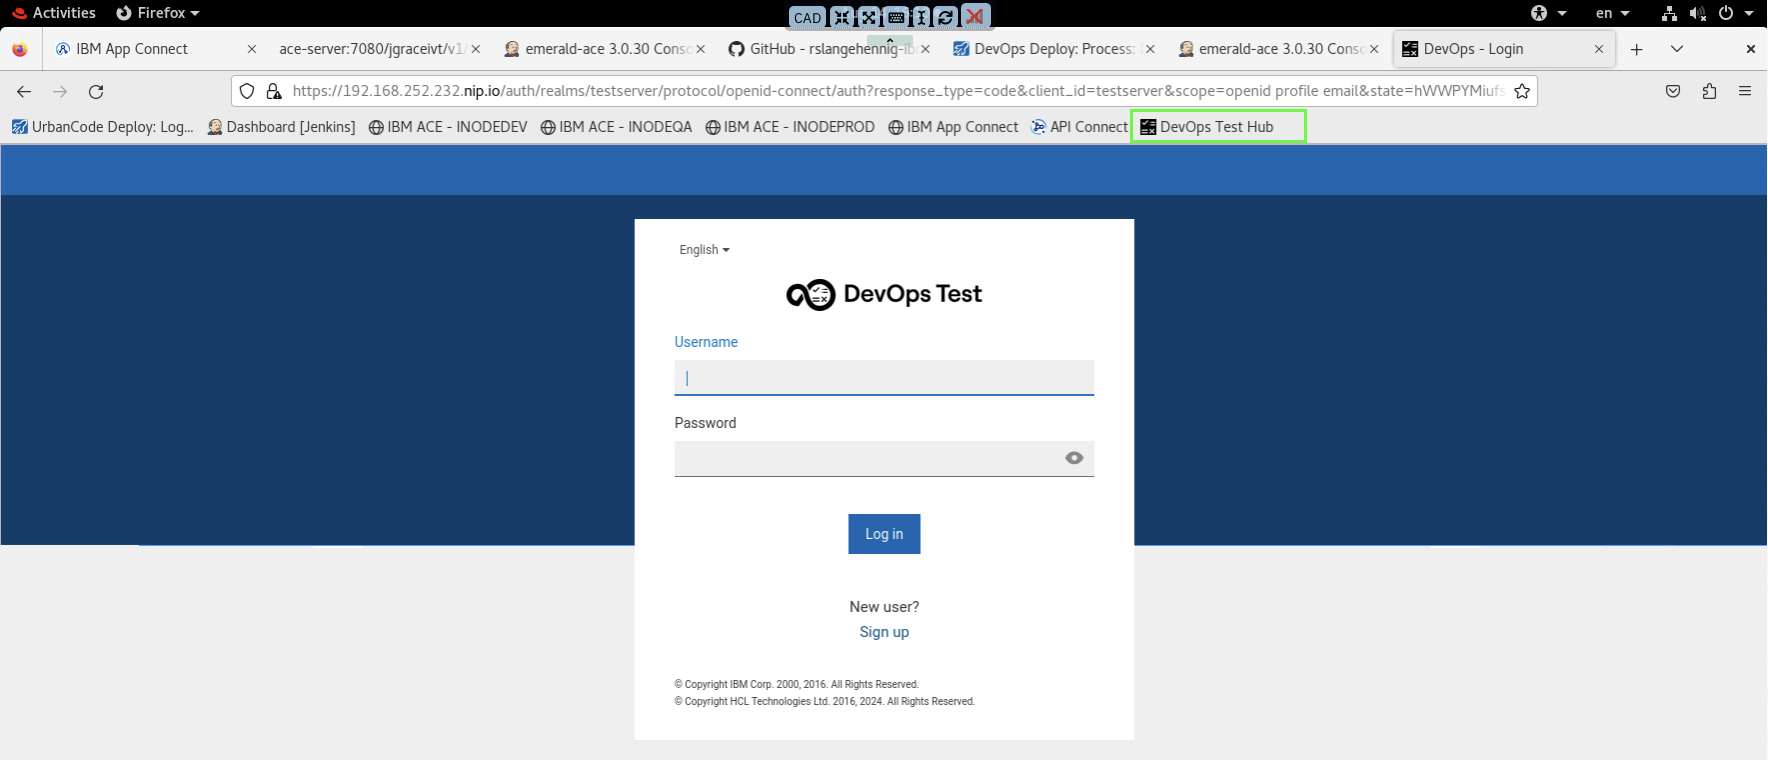 Activities Firefox CAD en
IBM App Connect ace-server:7080/jgraceivt/v1/ emerald-ace 3.0.30 Conso GitHub - rslangehennig-ib DevOps Deploy: Process: emerald-ace 3.0.30 Conso DevOps - Login
https://192.168.252.232.nip.io/auth/realms/testserver/protocol/openid-connect/auth?response_type=code&client_id=testserver&scope=openid profile email&state=hWWPYMiufs
UrbanCode Deploy: Log... Dashboard [Jenkins] IBM ACE - INODEDEV IBM ACE - INODEQA IBM ACE - INODEPROD IBM App Connect API Connect DevOps Test Hub
English
DevOps Test
Username
Password
Log in
New user?
Sign up
© Copyright IBM Corp. 2000, 2016. All Rights Reserved.
© Copyright HCL Technologies Ltd. 2016, 2024. All Rights Reserved.